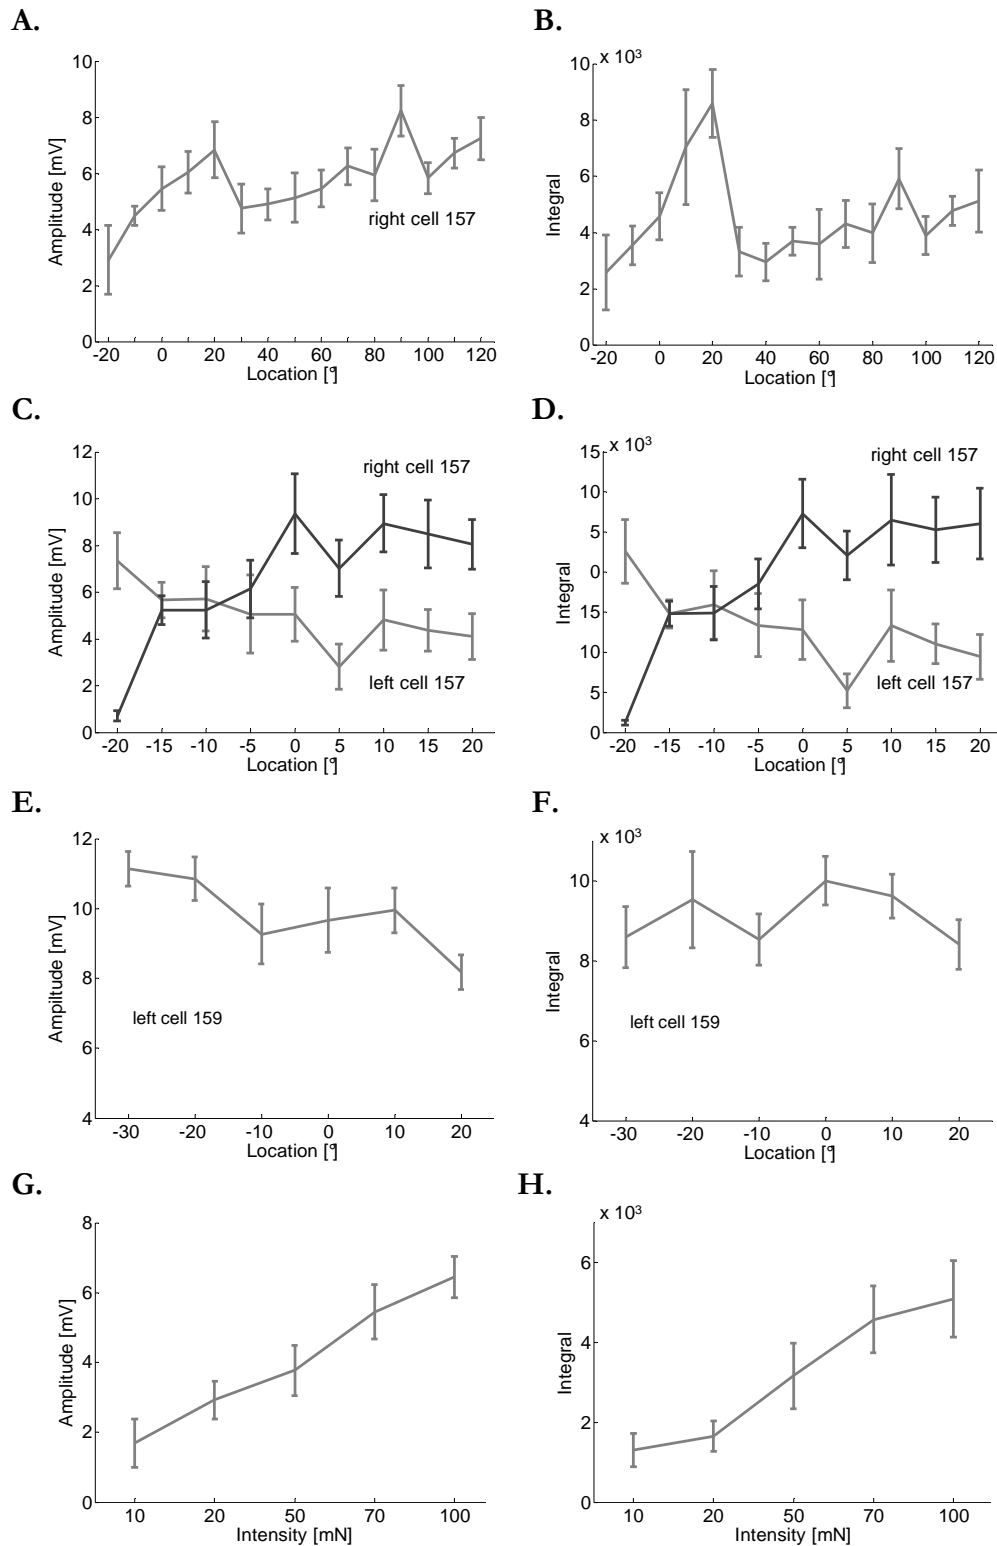 A.
10
8
6
4
2
0
Amplitude [mV]
right cell 157
-20 0 20 40 60 80 100 120
Location [°]
B.
x 10³
10
8
6
4
2
0
Integral
-20 0 20 40 60 80 100 120
Location [°]
C.
12
10
8
6
4
2
0
Amplitude [mV]
right cell 157
left cell 157
-20 -15 -10 -5 0 5 10 15 20
Location [°]
D.
x 10³
15
10
5
0
15
10
5
0
Integral
right cell 157
left cell 157
-20 -15 -10 -5 0 5 10 15 20
Location [°]
E.
12
10
8
6
4
Ampiltude [mV]
left cell 159
-30 -20 -10 0 10 20
Location [°]
F.
x 10³
10
8
6
4
Integral
left cell 159
-30 -20 -10 0 10 20
Location [°]
G.
8
6
4
2
0
Amplitude [mV]
10 20 50 70 100
Intensity [mN]
H.
x 10³
6
4
2
0
Integral
10 20 50 70 100
Intensity [mN]